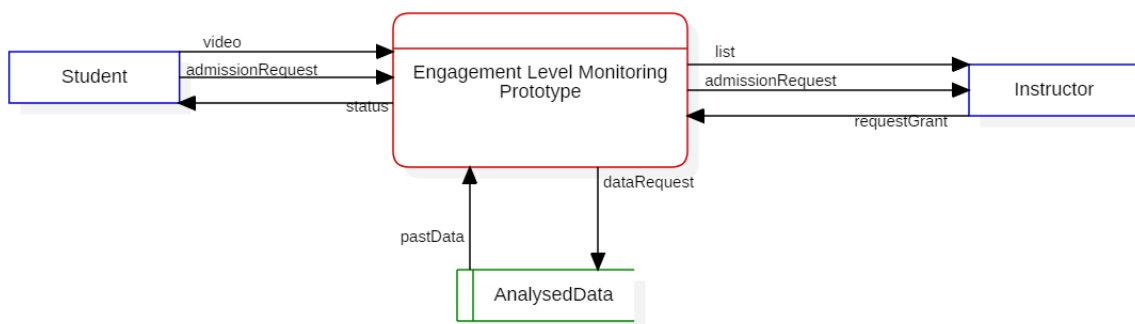 video
list
Student
admissionRequest
Engagement Level Monitoring
Prototype
admissionRequest
Instructor
status
requestGrant
dataRequest
pastData
AnalysedData